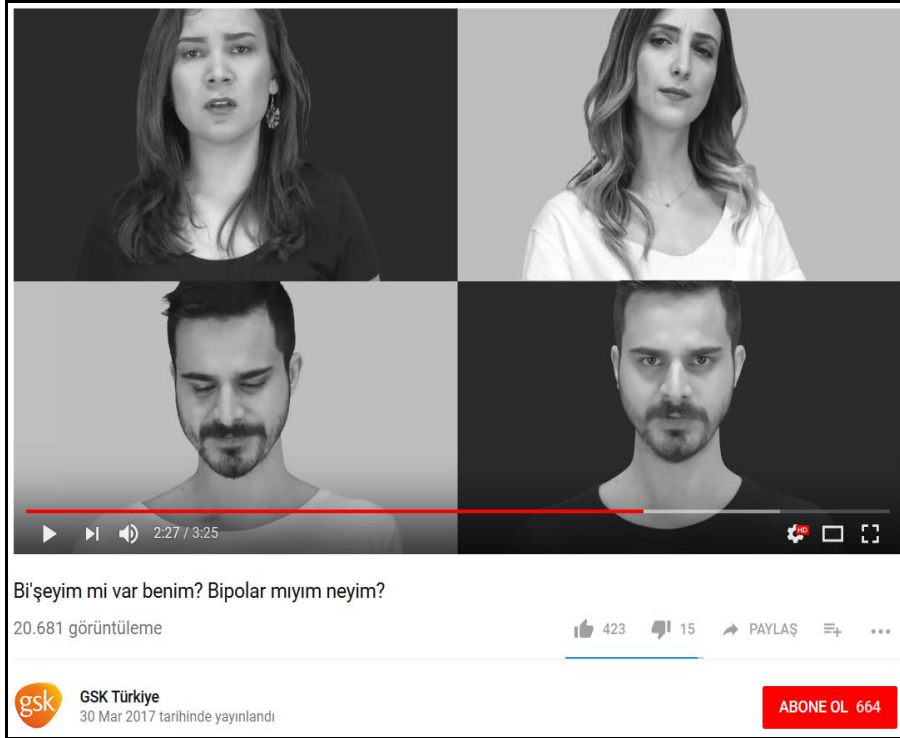 2:27 / 3:25
HD
Bi'şeyim mi var benim? Bipolar mıyım neyim?
20.681 görüntüleme
423 15 PAYLAŞ
gsk GSK Türkiye
30 Mar 2017 tarihinde yayınlandı
ABONE OL 664